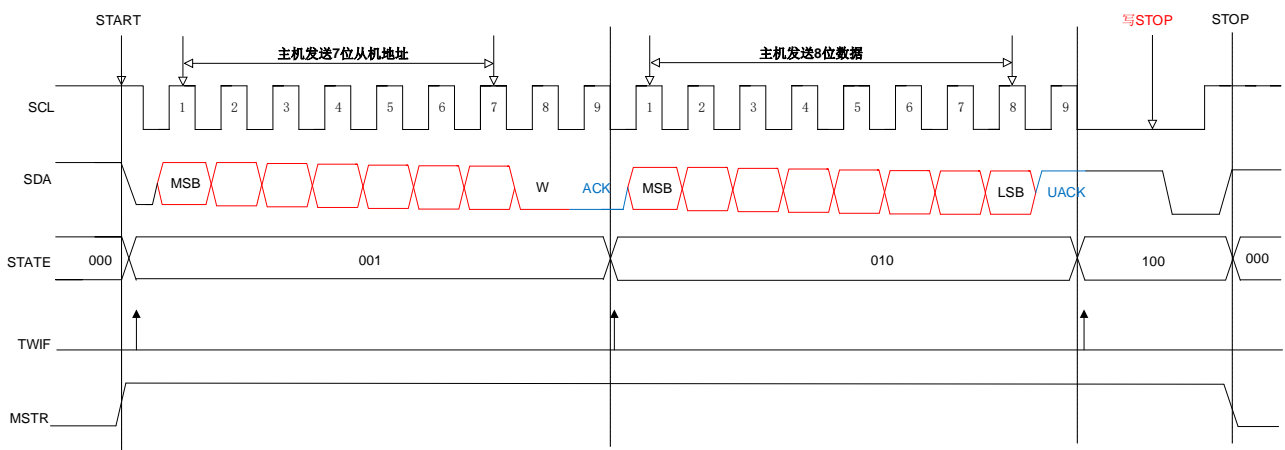 START 写STOP STOP
主机发送7位从机地址 主机发送8位数据
SCL 1 2 3 4 5 6 7 8 9 1 2 3 4 5 6 7 8 9
SDA MSB W ACK MSB LSB UACK
STATE 000 001 010 100 000
TWIF
MSTR